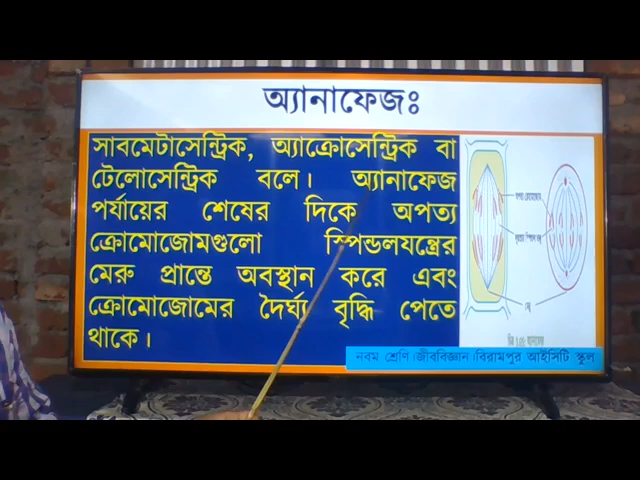 অ্যানাফেজঃ
সাবমেটাসেন্ট্রিক, অ্যাক্রোসেন্ট্রিক বা
টেলোসেন্ট্রিক বলে। অ্যানাফেজ
পর্যায়ের শেষের দিকে অপত্য
ক্রোমোজোমগুলো স্পিন্ডলযন্ত্রের
মেরু প্রান্তে অবস্থান করে এবং
ক্রোমোজোমের দৈর্ঘ্য বৃদ্ধি পেতে
থাকে।
নবম শ্রেণি।জীববিজ্ঞান।বিরামপুর আইসিটি স্কুল